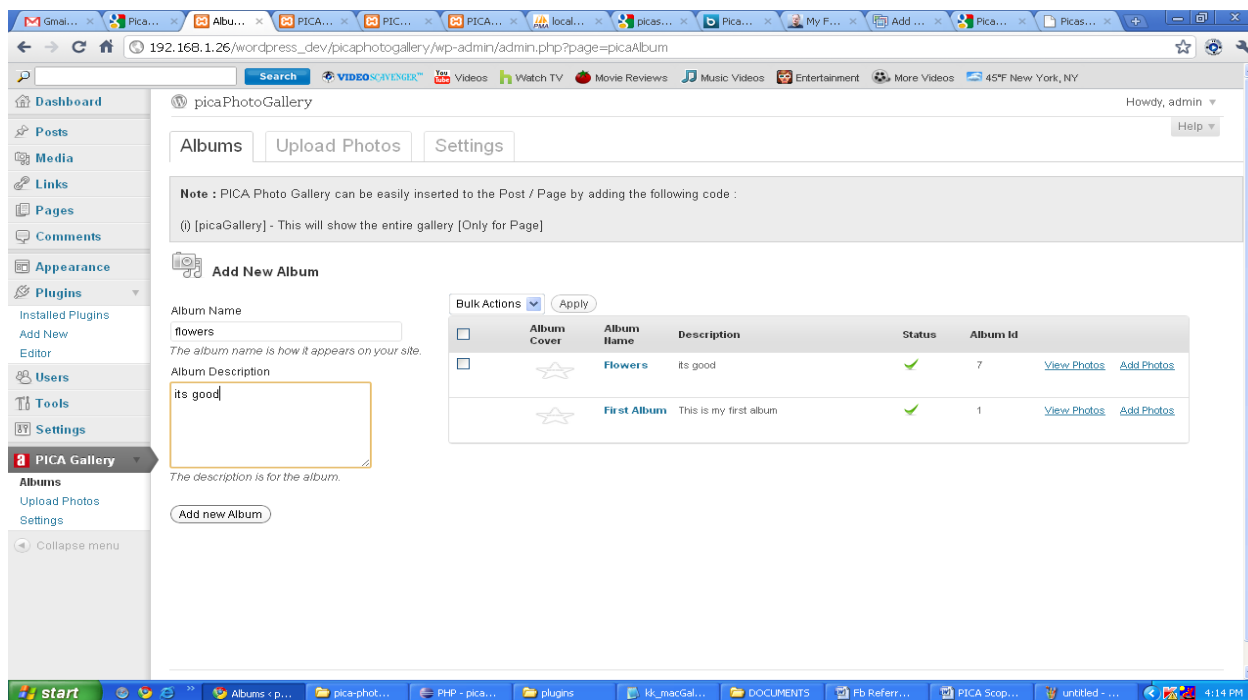 Gmai... Pica... Albu... PICA... PIC... PICA... local... picas... Pica... My F... Add ... Pica... Picas...
192.168.1.26/wordpress_dev/picaphotogallery/wp-admin/admin.php?page=picaAlbum
Search VIDEOSCAVENGER™ Videos Watch TV Movie Reviews Music Videos Entertainment More Videos 45°F New York, NY
Dashboard
Posts
Media
Links
Pages
Comments
Appearance
Plugins
Installed Plugins
Add New
Editor
Users
Tools
Settings
PICA Gallery
Albums
Upload Photos
Settings
Collapse menu
picaPhotoGallery
Howdy, admin
Help
Albums Upload Photos Settings
Note : PICA Photo Gallery can be easily inserted to the Post / Page by adding the following code :
(i) [picaGallery] - This will show the entire gallery [Only for Page]
Add New Album
Album Name
flowers
The album name is how it appears on your site.
Album Description
its good
The description is for the album.
Add new Album
Bulk Actions Apply
Album Cover Album Name Description Status Album Id
Flowers its good 7 View Photos Add Photos
First Album This is my first album 1 View Photos Add Photos
start Albums < p... pica-phot... PHP - pica... plugins kk_macGal... DOCUMENTS Fb Referr... PICA Scop... untitled - ... 4:14 PM